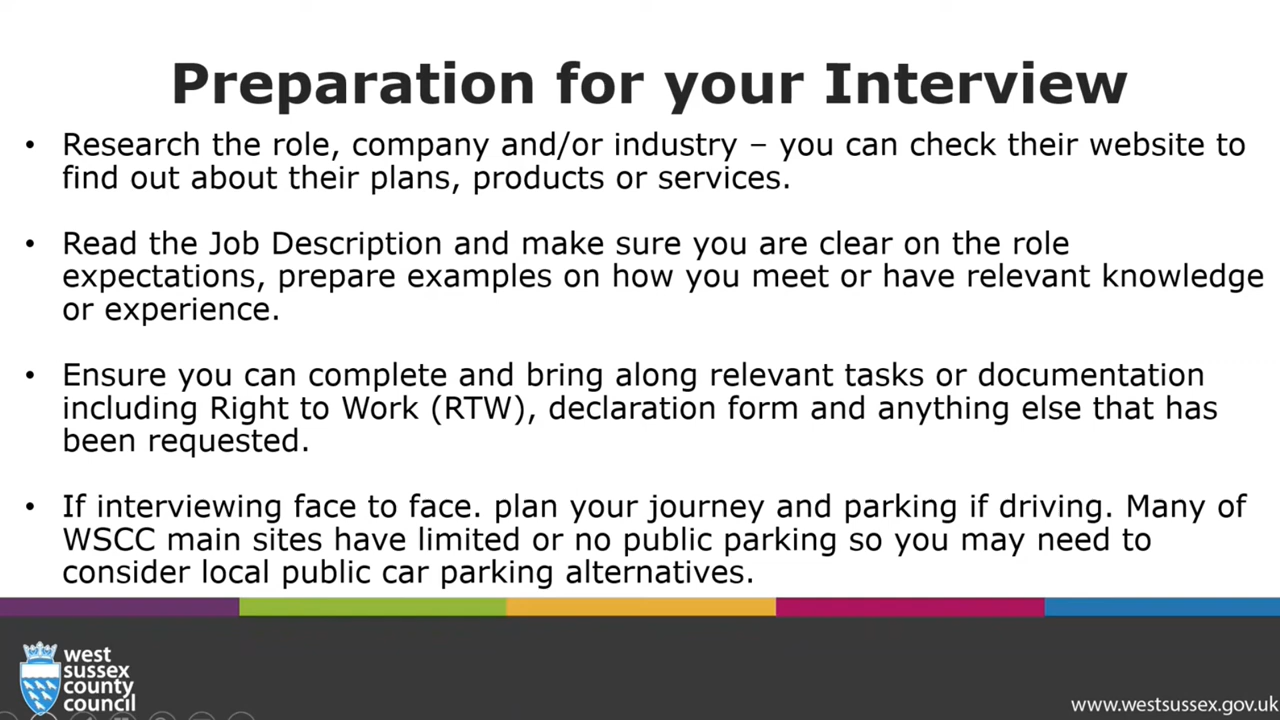 Preparation for your Interview
• Research the role, company and/or industry – you can check their website to
find out about their plans, products or services.
• Read the Job Description and make sure you are clear on the role
expectations, prepare examples on how you meet or have relevant knowledge
or experience.
• Ensure you can complete and bring along relevant tasks or documentation
including Right to Work (RTW), declaration form and anything else that has
been requested.
• If interviewing face to face. plan your journey and parking if driving. Many of
WSCC main sites have limited or no public parking so you may need to
consider local public car parking alternatives.
west
sussex
county
council
www.westsussex.gov.uk